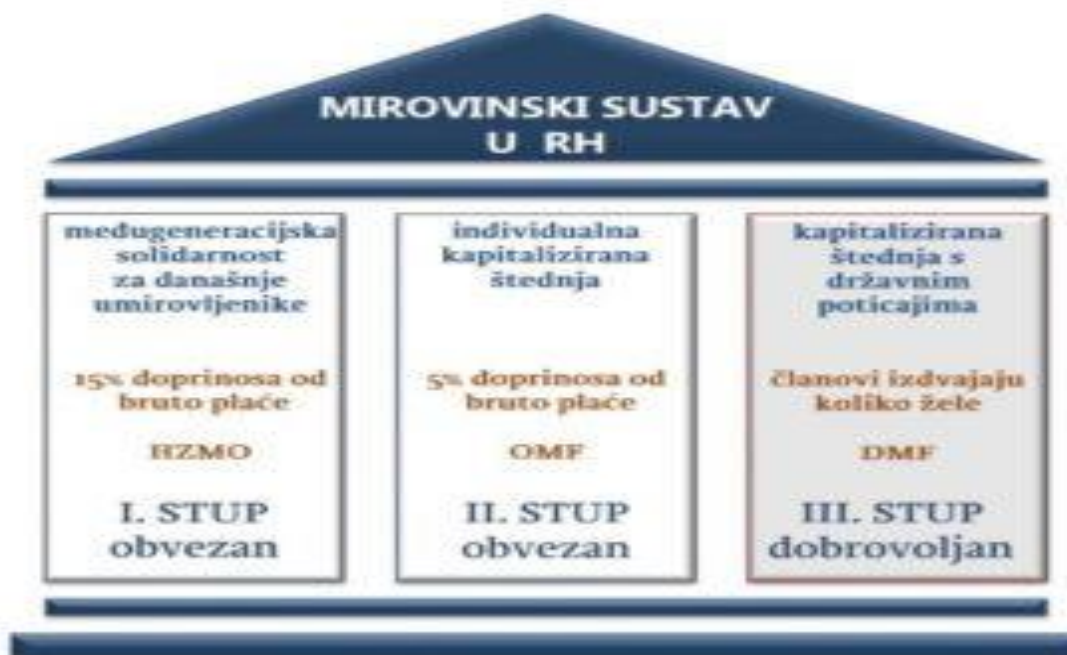 MIROVINSKI SUSTAV
U RH
međugeneracijska
solidarnost
za današnje
umirovljenike
15% doprinosa od
bruto plaće
HZMO
I. STUP
obvezan
individualna
kapitalizirana
štednja
5% doprinosa od
bruto plaće
OMF
II. STUP
obvezan
kapitalizirana
štednja s
državnim
poticajima
članovi izdvajaju
koliko žele
DMF
III. STUP
dobrovoljan